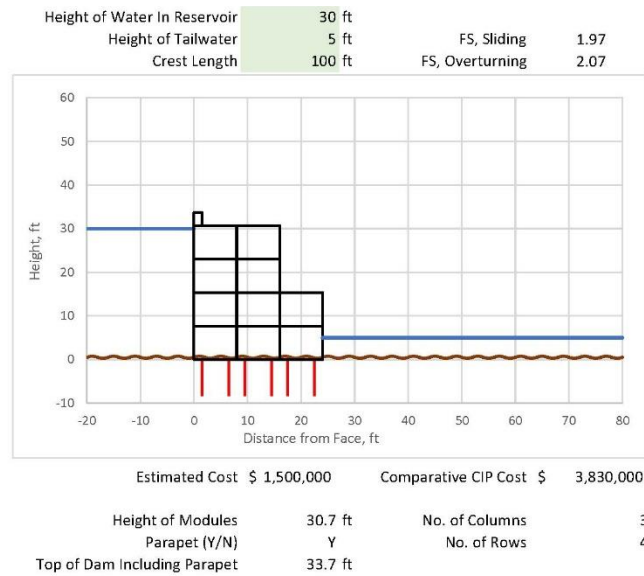 Height of Water In Reservoir 30 ft
Height of Tailwater 5 ft FS, Sliding 1.97
Crest Length 100 ft FS, Overturning 2.07
60
50
40
30
20
10
0
-10
Height, ft
-20 -10 0 10 20 30 40 50 60 70 80
Distance from Face, ft
Estimated Cost $ 1,500,000 Comparative CIP Cost $ 3,830,000
Height of Modules 30.7 ft No. of Columns 3
Parapet (Y/N) Y No. of Rows 4
Top of Dam Including Parapet 33.7 ft